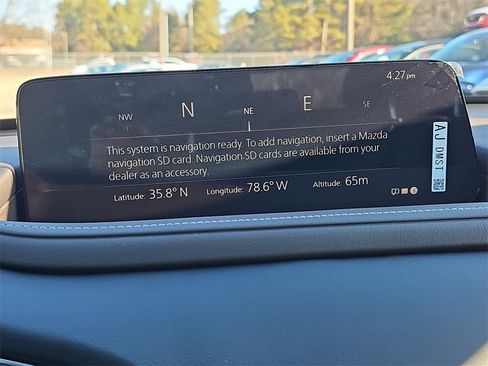 4:27pm
NW N NE E SE
This system is navigation ready. To add navigation, insert a Mazda
navigation SD card. Navigation SD cards are available from your
dealer as an accessory.
Latitude: 35.8° N Longitude: 78.6° W Altitude: 65m
AJ DMST